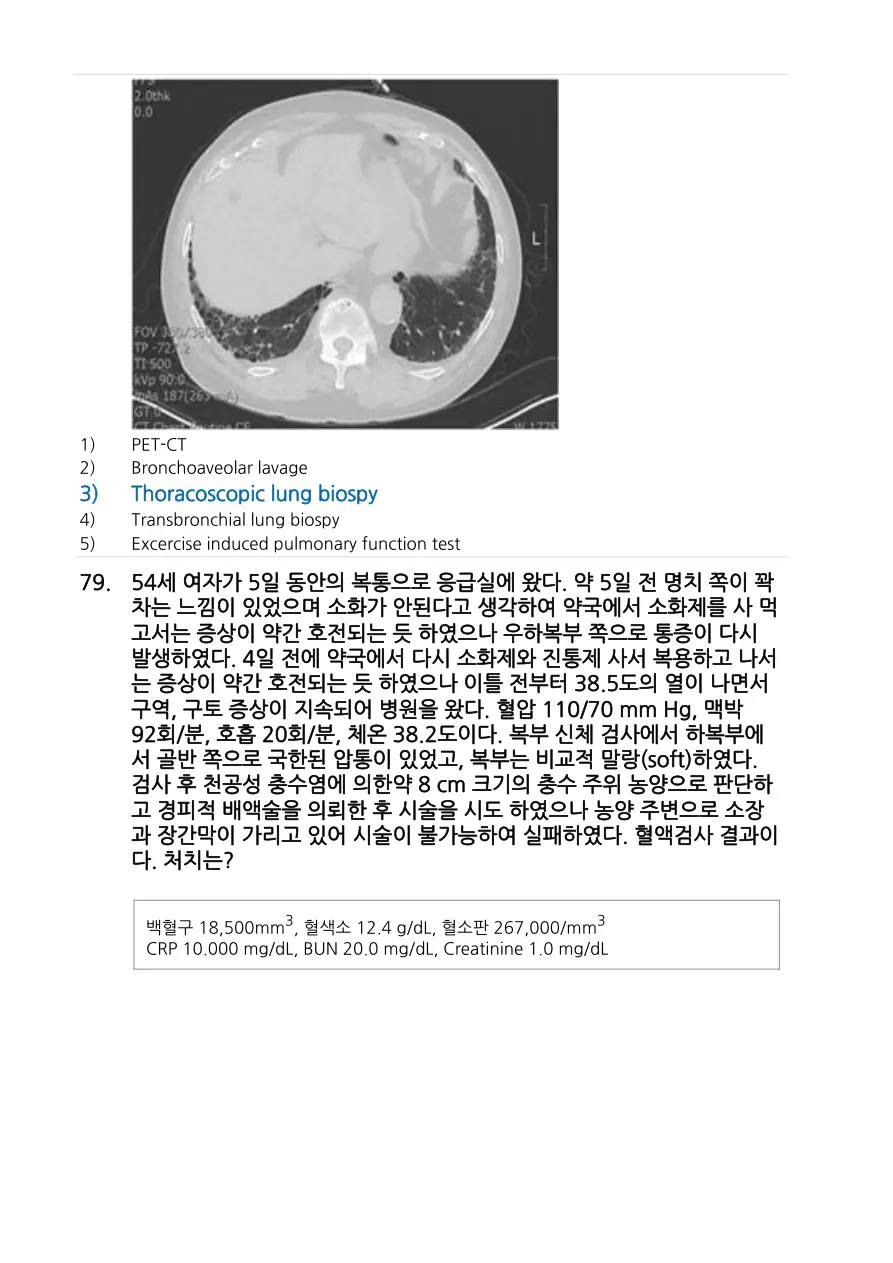 2.0thk
0.0
L
FOV 330/380
TP -727.2
TI 500
kVp 90.0
GT 0
CT Chest Routine CE
W 1775
1) PET-CT
2) Bronchoaveolar lavage
3) Thoracoscopic lung biospy
4) Transbronchial lung biospy
5) Excercise induced pulmonary function test
79. 54세 여자가 5일 동안의 복통으로 응급실에 왔다. 약 5일 전 명치 쪽이 꽉
차는 느낌이 있었으며 소화가 안된다고 생각하여 약국에서 소화제를 사 먹
고서는 증상이 약간 호전되는 듯 하였으나 우하복부 쪽으로 통증이 다시
발생하였다. 4일 전에 약국에서 다시 소화제와 진통제 사서 복용하고 나서
는 증상이 약간 호전되는 듯 하였으나 이틀 전부터 38.5도의 열이 나면서
구역, 구토 증상이 지속되어 병원을 왔다. 혈압 110/70 mm Hg, 맥박
92회/분, 호흡 20회/분, 체온 38.2도이다. 복부 신체 검사에서 하복부에
서 골반 쪽으로 국한된 압통이 있었고, 복부는 비교적 말랑(soft)하였다.
검사 후 천공성 충수염에 의한약 8 cm 크기의 충수 주위 농양으로 판단하
고 경피적 배액술을 의뢰한 후 시술을 시도 하였으나 농양 주변으로 소장
과 장간막이 가리고 있어 시술이 불가능하여 실패하였다. 혈액검사 결과이
다. 처치는?
백혈구 18,500mm3, 혈색소 12.4 g/dL, 혈소판 267,000/mm3
CRP 10.000 mg/dL, BUN 20.0 mg/dL, Creatinine 1.0 mg/dL